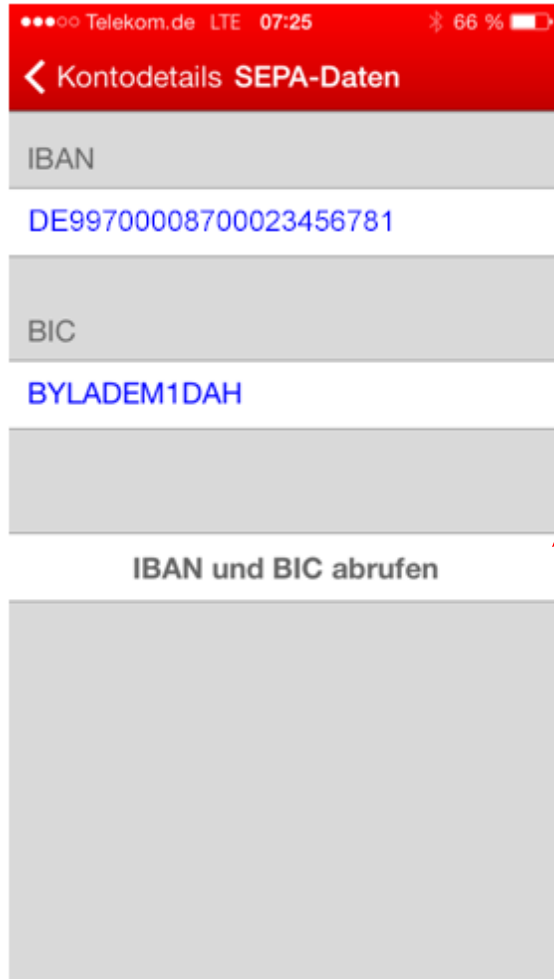 Telekom.de LTE 07:25 66 %
Kontodetails SEPA-Daten
IBAN
DE99700008700023456781
BIC
BYLADEM1DAH
IBAN und BIC abrufen